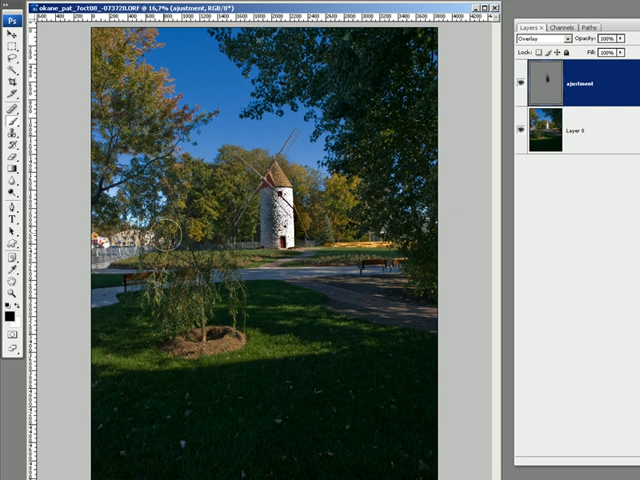 Ps
okane_pat_7oct08_-073720.ORF @ 16,7% (ajustment, RGB/8*)
Layers × Channels Paths
Overlay Opacity: 100%
Lock: Fill: 100%
ajustment
Layer 0
T